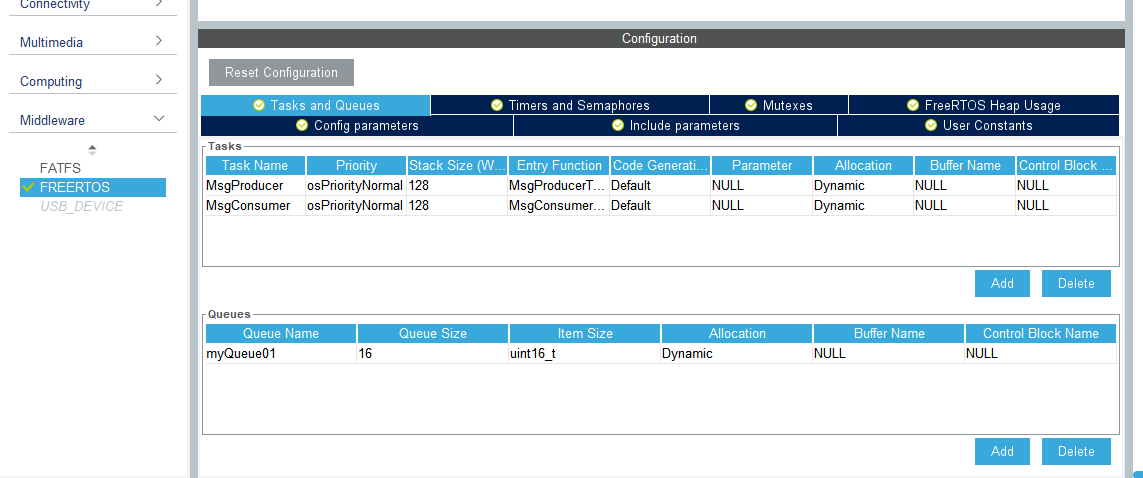 Connectivity
Multimedia
Computing
Middleware
FATFS
FREERTOS
USB_DEVICE
Configuration
Reset Configuration
Tasks and Queues Timers and Semaphores Mutexes FreeRTOS Heap Usage
Config parameters Include parameters User Constants
Tasks
Task Name Priority Stack Size (W... Entry Function Code Generati... Parameter Allocation Buffer Name Control Block ...
MsgProducer osPriorityNormal 128 MsgProducerT... Default NULL Dynamic NULL NULL
MsgConsumer osPriorityNormal 128 MsgConsumer... Default NULL Dynamic NULL NULL
Add Delete
Queues
Queue Name Queue Size Item Size Allocation Buffer Name Control Block Name
myQueue01 16 uint16_t Dynamic NULL NULL
Add Delete